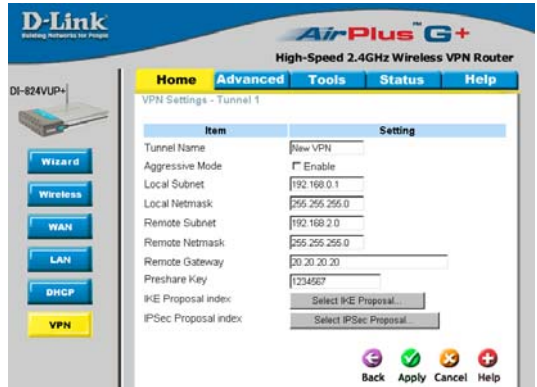 D-Link
Building Networks for People
AirPlus G+
TM
High-Speed 2.4GHz Wireless VPN Router
DI-824VUP+
Home Advanced Tools Status Help
VPN Settings - Tunnel 1
Item Setting
Tunnel Name New VPN
Aggressive Mode Enable
Local Subnet 192.168.0.1
Local Netmask 255.255.255.0
Remote Subnet 192.168.2.0
Remote Netmask 255.255.255.0
Remote Gateway 20.20.20.20
Preshare Key 1234567
IKE Proposal index Select IKE Proposal...
IPSec Proposal index Select IPSec Proposal...
Wizard
Wireless
WAN
LAN
DHCP
VPN
Back Apply Cancel Help